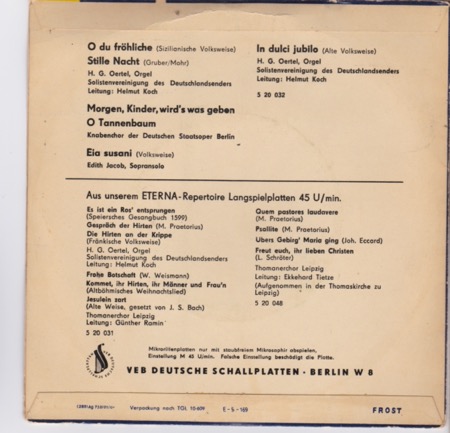 O du fröhliche (Sizilianische Volksweise)
Stille Nacht (Gruber/Mohr)
H. G. Oertel, Orgel
Solistenvereinigung des Deutschlandsenders
Leitung: Helmut Koch
Morgen, Kinder, wird's was geben
O Tannenbaum
Knabenchor der Deutschen Staatsoper Berlin
Eia susani (Volksweise)
Edith Jacob, Sopransolo
In dulci jubilo (Alte Volksweise)
H. G. Oertel, Orgel
Solistenvereinigung des Deutschlandsenders
Leitung: Helmut Koch
5 20 032
Aus unserem ETERNA-Repertoire Langspielplatten 45 U/min.
Es ist ein Ros' entsprungen
(Speiersches Gesangbuch 1599)
Gespräch der Hirten (M. Praetorius)
Die Hirten an der Krippe
(Fränkische Volksweise)
H. G. Oertel, Orgel
Solistenvereinigung des Deutschlandsenders
Leitung: Helmut Koch
Frohe Botschaft (W. Weismann)
Kommet, ihr Hirten, ihr Männer und Frau'n
(Altböhmisches Weihnachtslied)
Jesulein zart
(Alte Weise, gesetzt von J. S. Bach)
Thomanerchor Leipzig
Leitung: Günther Ramin
5 20 031
Quem pastores laudavere
(M. Praetorius)
Psallite (M. Praetorius)
Übers Gebirg' Maria ging (Joh. Eccard)
Freut euch, ihr lieben Christen
(L. Schröter)
Thomanerchor Leipzig
Leitung: Ekkehard Tietze
(Aufgenommen in der Thomaskirche zu
Leipzig)
5 20 048
Mikrorillenplatten nur mit staubfreiem Mikrosaphir abspielen.
Einstellung M 45 U/min. Falsche Einstellung beschädigt die Platte.
VEB DEUTSCHE SCHALLPLATTEN · BERLIN W 8
Verpackung nach TGL 10-609
E - 5 - 169
FROST